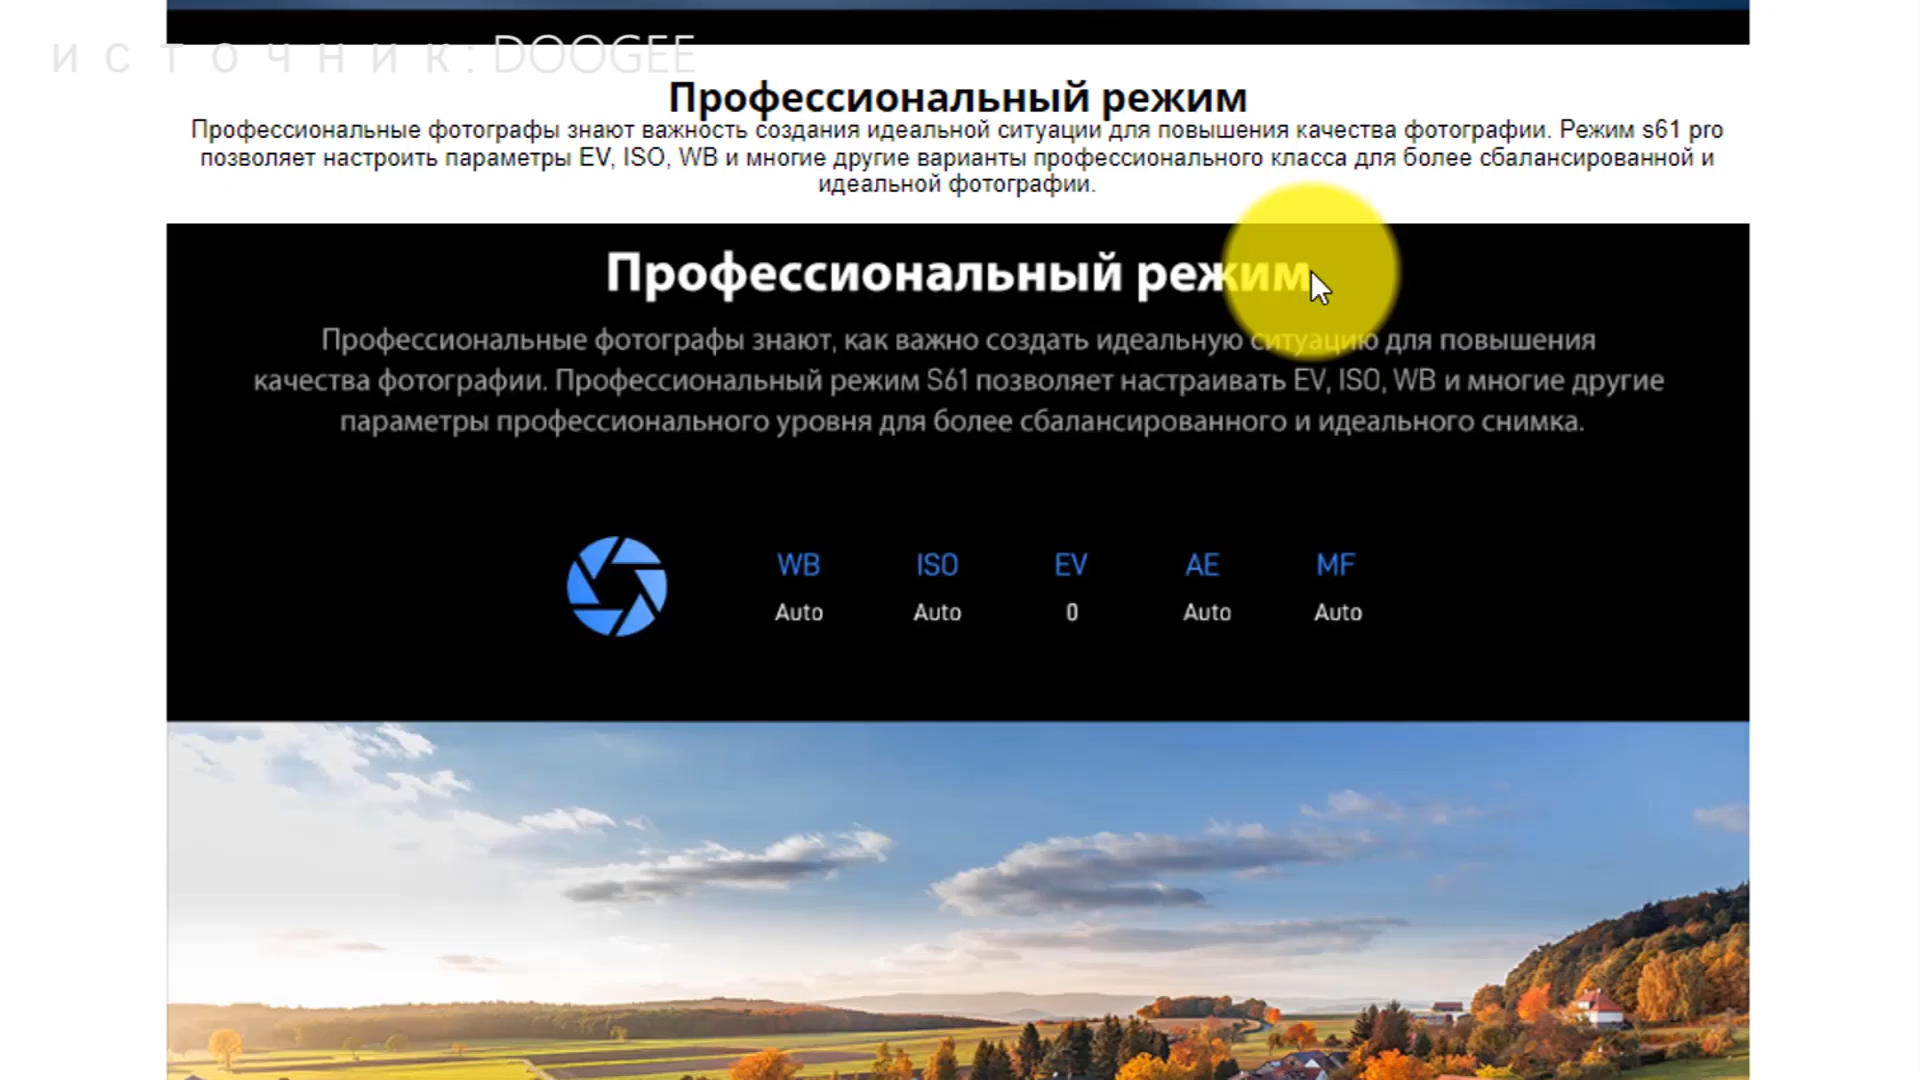 источник: DOOGEE
Профессиональный режим
Профессиональные фотографы знают важность создания идеальной ситуации для повышения качества фотографии. Режим s61 pro
позволяет настроить параметры EV, ISO, WB и многие другие варианты профессионального класса для более сбалансированной и
идеальной фотографии.
Профессиональный режим
Профессиональные фотографы знают, как важно создать идеальную ситуацию для повышения
качества фотографии. Профессиональный режим S61 позволяет настраивать EV, ISO, WB и многие другие
параметры профессионального уровня для более сбалансированного и идеального снимка.
WB ISO EV AE MF
Auto Auto 0 Auto Auto